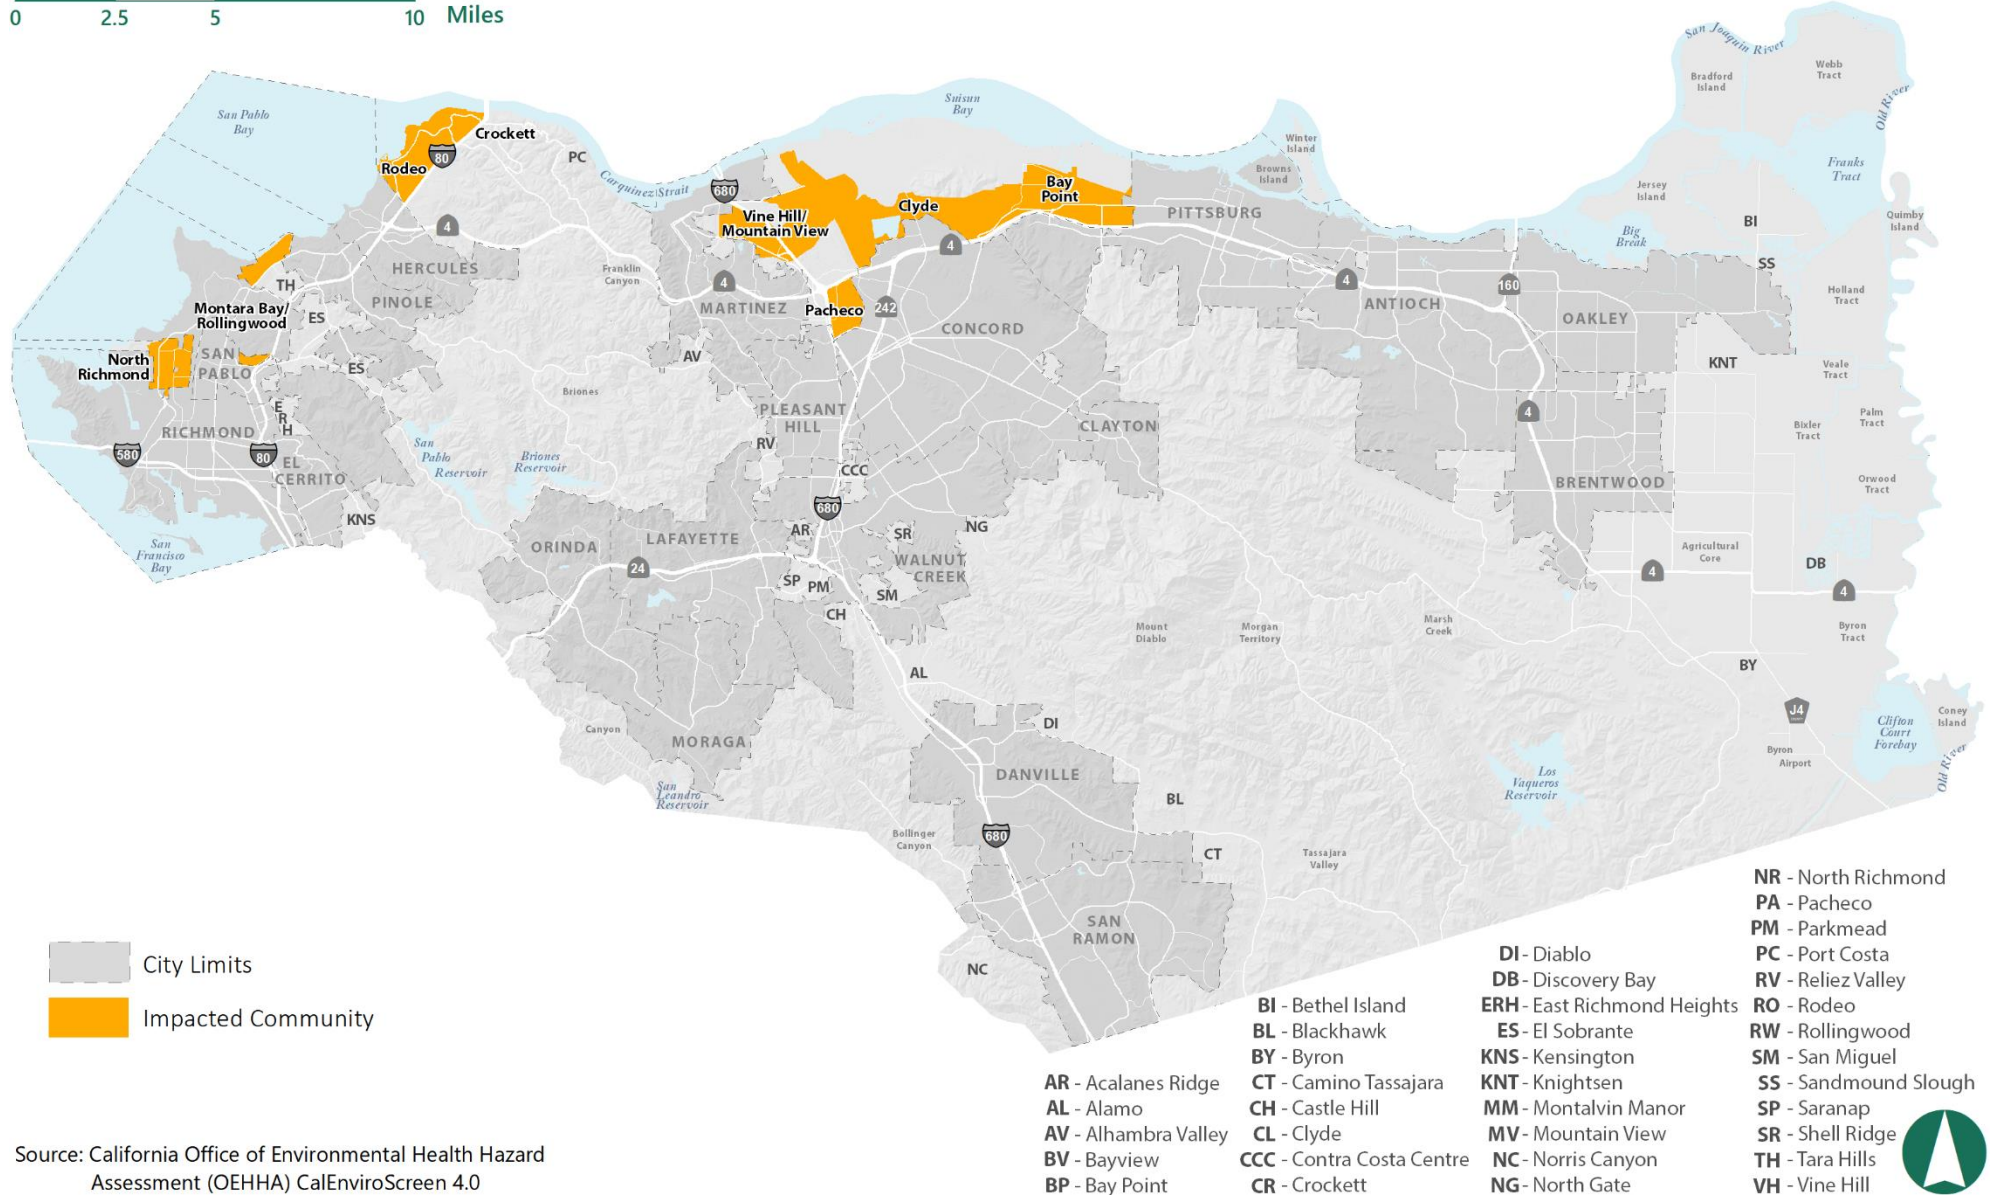 0 2.5 5 10 Miles
San Joaquin River
Webb
Tract
Bradford
Island
Old River
San Pablo
Bay
Suisun
Bay
Crockett
80
PC
Rodeo
Winter
Island
Browns
Island
Franks
Tract
Carquinez Strait
680
Bay
Point
Jersey
Island
Clyde
Vine Hill/
Mountain View
PITTSBURG
BI
Quimby
Island
4
4
Big
Break
HERCULES
Franklin
Canyon
SS
TH
4
4
160
Holland
Tract
PINOLE
MARTINEZ
Pacheco
242
ANTIOCH
Montara Bay/
Rollingwood
ES
CONCORD
OAKLEY
North
Richmond
SAN
PABLO
ES
AV
KNT
Veale
Tract
Briones
E
R
H
PLEASANT
HILL
4
Palm
Tract
RICHMOND
CLAYTON
Bixler
Tract
RV
580
80
San
Pablo
Reservoir
Briones
Reservoir
EL
CERRITO
CCC
BRENTWOOD
Orwood
Tract
680
KNS
AR
SR
NG
San
Francisco
Bay
ORINDA
LAFAYETTE
WALNUT
CREEK
Agricultural
Core
24
4
DB
SP
PM
SM
4
CH
Mount
Diablo
Morgan
Territory
Marsh
Creek
Byron
Tract
AL
BY
Canyon
MORAGA
DI
J4
Clifton
Court
Forebay
Coney
Island
Old River
Byron
Airport
DANVILLE
San
Leandro
Reservoir
Los
Vaqueros
Reservoir
BL
Bollinger
Canyon
680
CT
Tassajara
Valley
SAN
RAMON
NC
City Limits
Impacted Community
AR - Acalanes Ridge
AL - Alamo
AV - Alhambra Valley
BV - Bayview
BP - Bay Point
BI - Bethel Island
BL - Blackhawk
BY - Byron
CT - Camino Tassajara
CH - Castle Hill
CL - Clyde
CCC - Contra Costa Centre
CR - Crockett
DI - Diablo
DB - Discovery Bay
ERH - East Richmond Heights
ES - El Sobrante
KNS - Kensington
KNT - Knightsen
MM - Montalvin Manor
MV - Mountain View
NC - Norris Canyon
NG - North Gate
NR - North Richmond
PA - Pacheco
PM - Parkmead
PC - Port Costa
RV - Reliez Valley
RO - Rodeo
RW - Rollingwood
SM - San Miguel
SS - Sandmound Slough
SP - Saranap
SR - Shell Ridge
TH - Tara Hills
VH - Vine Hill
Source: California Office of Environmental Health Hazard
Assessment (OEHHA) CalEnviroScreen 4.0